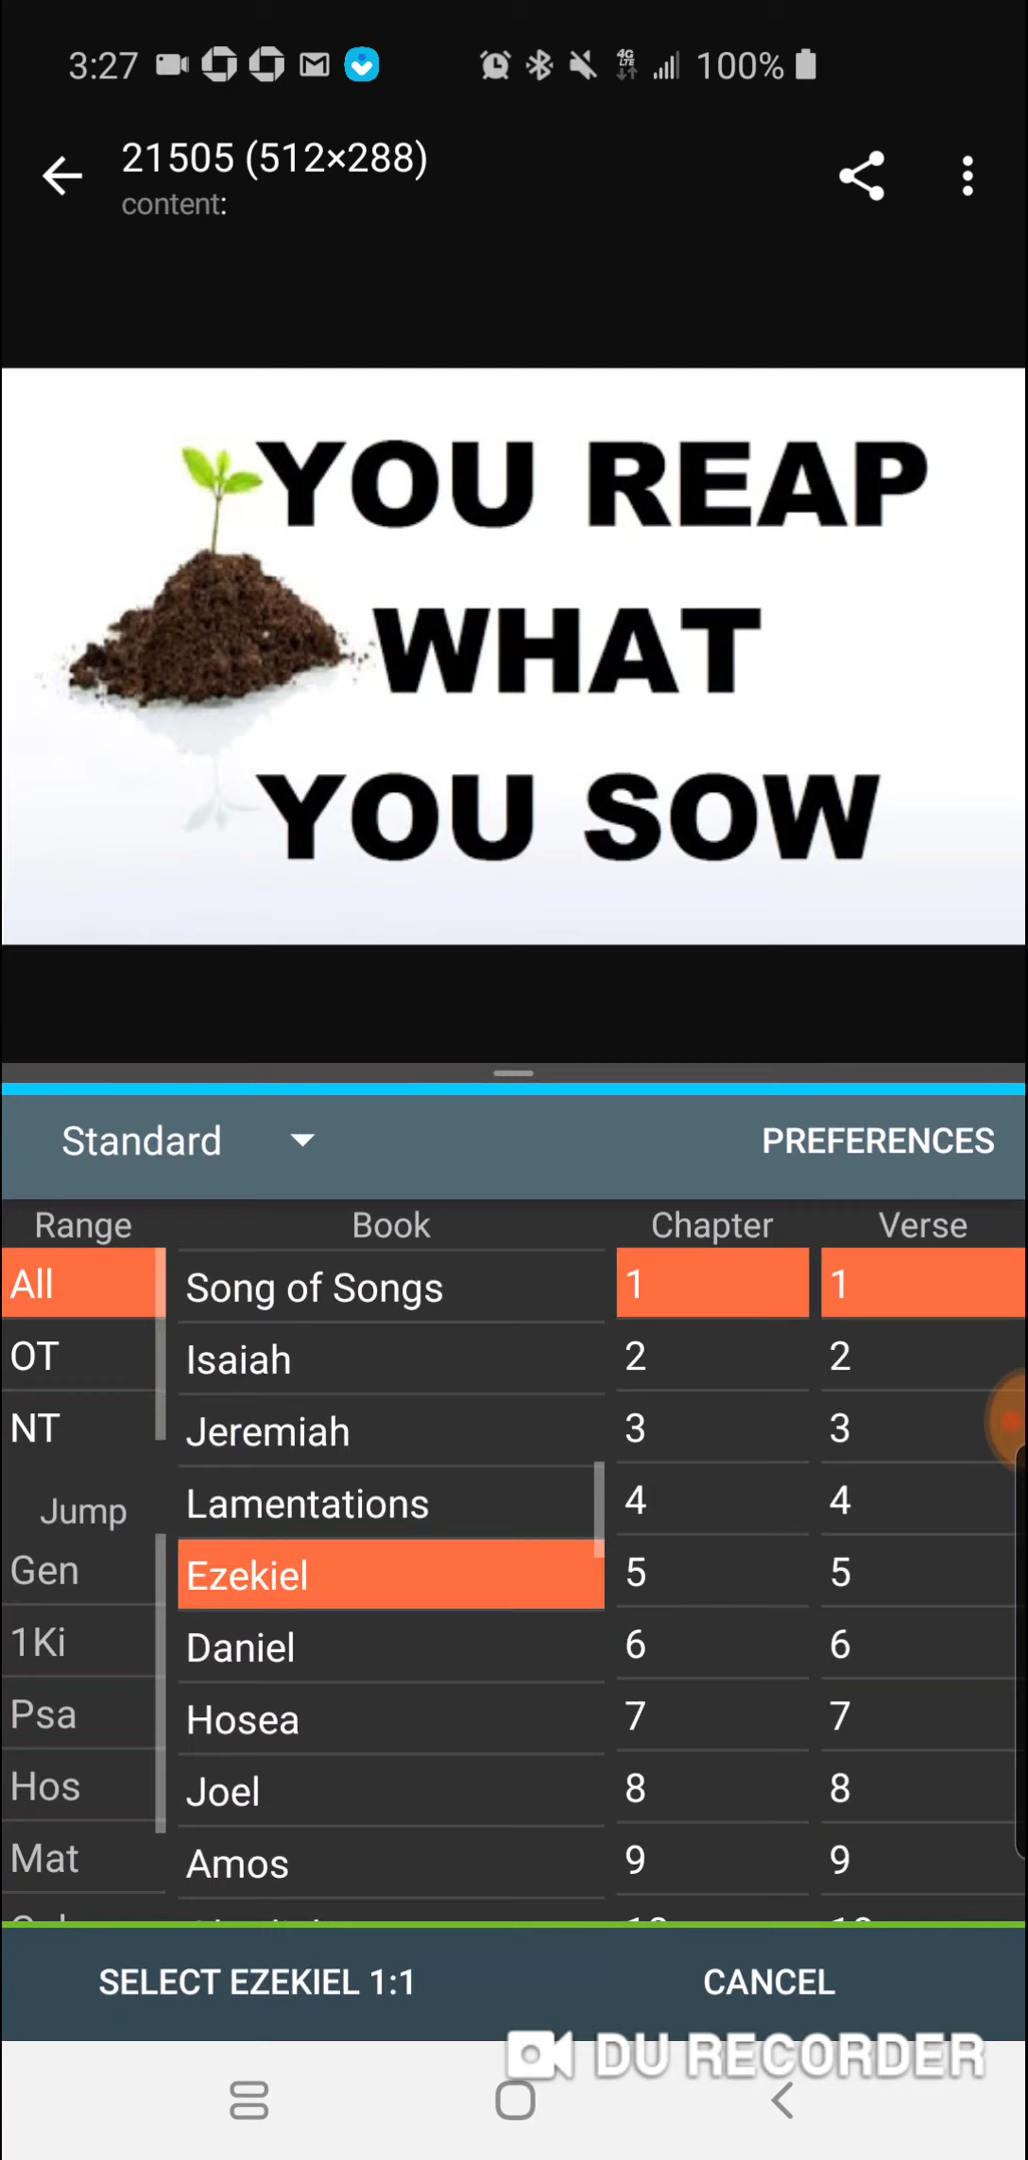 3:27 4G LTE 100%
21505 (512×288)
content:
YOU REAP
WHAT
YOU SOW
Standard PREFERENCES
Range Book Chapter Verse
All Song of Songs 1 1
OT Isaiah 2 2
NT Jeremiah 3 3
Jump Lamentations 4 4
Gen Ezekiel 5 5
1Ki Daniel 6 6
Psa Hosea 7 7
Hos Joel 8 8
Mat Amos 9 9
SELECT EZEKIEL 1:1 CANCEL
DU RECORDER